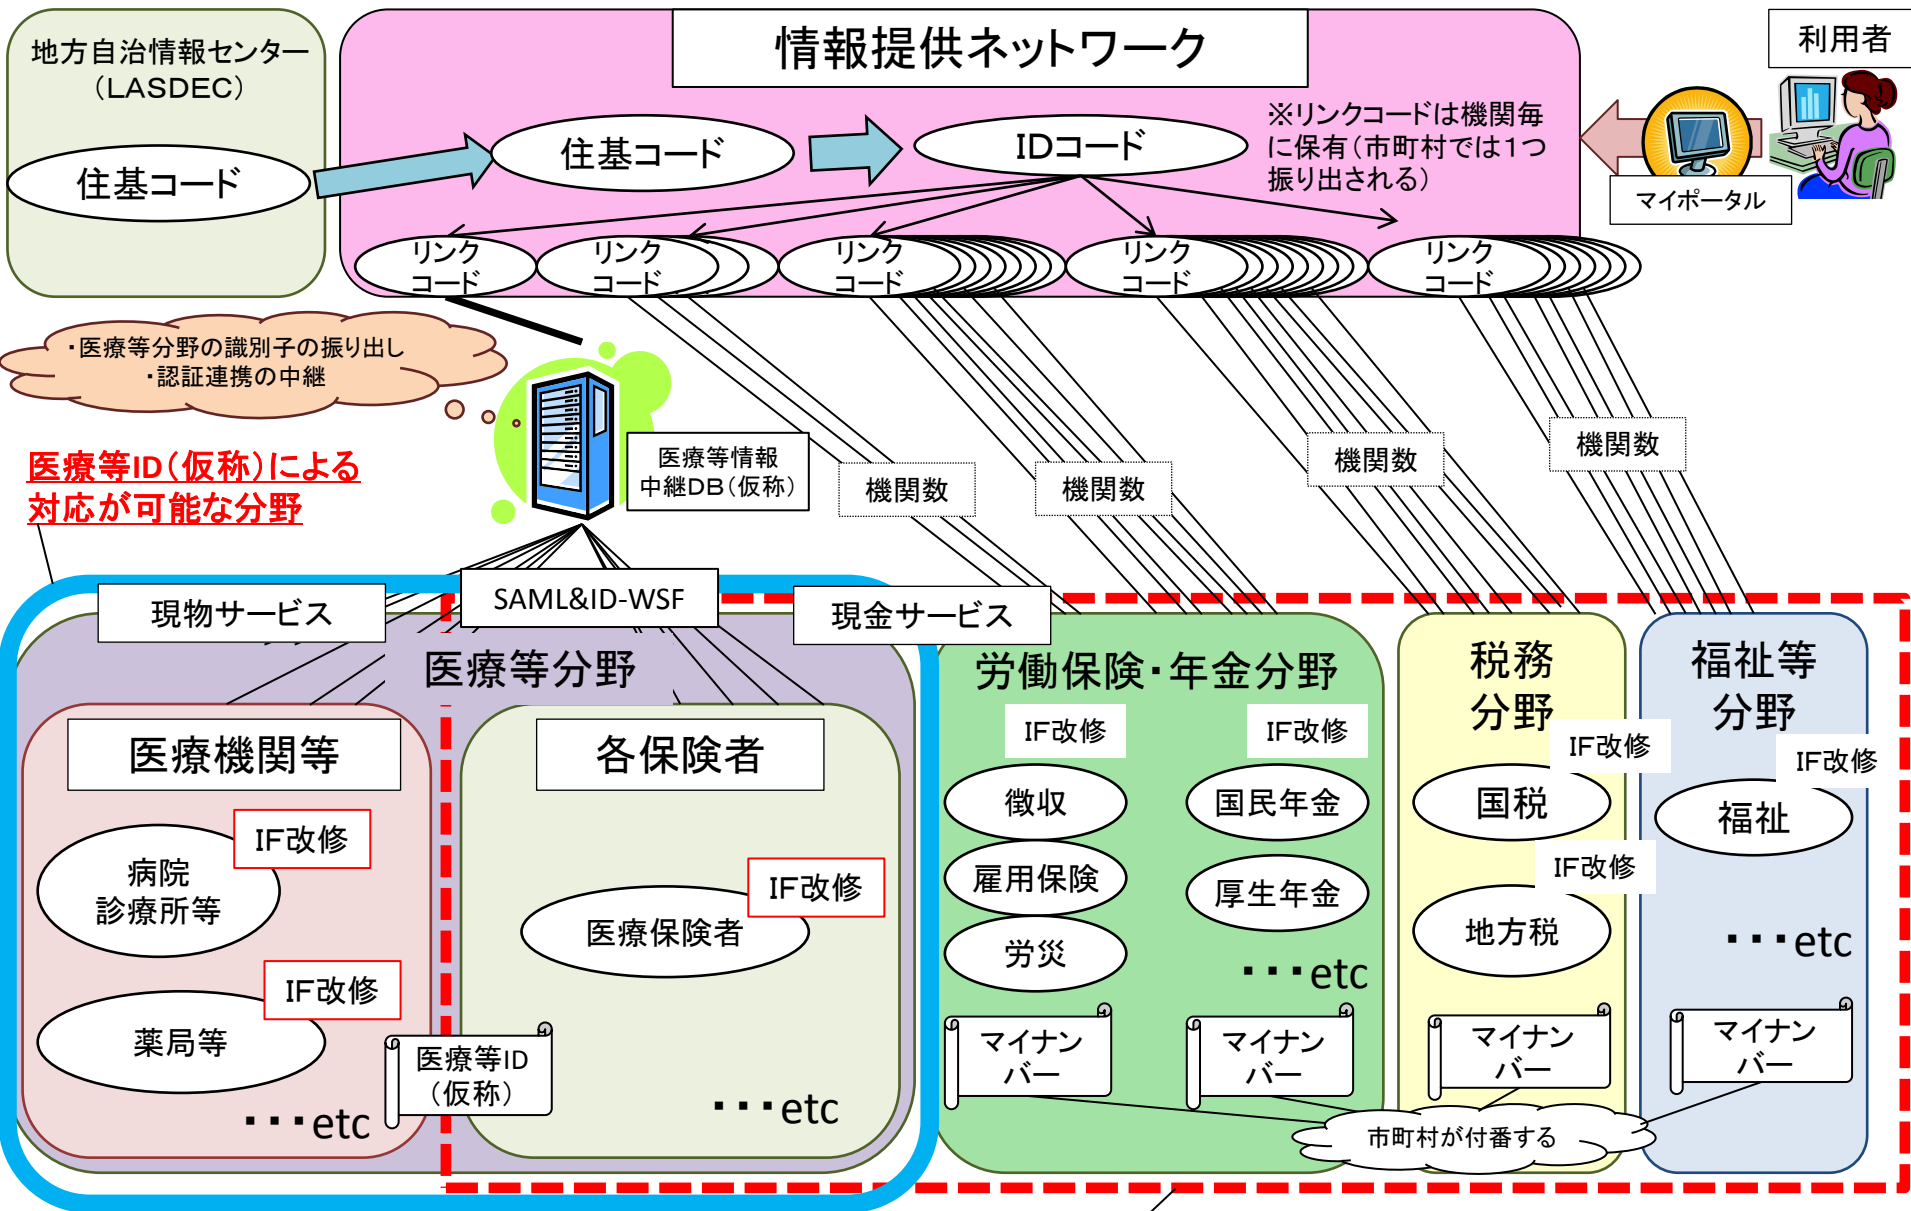 地方自治情報センター
(LASDEC)
住基コード
情報提供ネットワーク
住基コード
IDコード
※リンクコードは機関毎
に保有(市町村では1つ
振り出される)
利用者
マイポータル
リンク
コード
リンク
コード
リンク
コード
リンク
コード
リンク
コード
・医療等分野の識別子の振り出し
・認証連携の中継
医療等情報
中継DB(仮称)
機関数
機関数
機関数
機関数
医療等ID(仮称)による
対応が可能な分野
現物サービス
SAML&ID-WSF
現金サービス
医療等分野
医療機関等
IF改修
病院
診療所等
IF改修
薬局等
・・・etc
各保険者
IF改修
医療保険者
・・・etc
医療等ID
(仮称)
労働保険・年金分野
IF改修
IF改修
徴収
国民年金
雇用保険
厚生年金
労災
・・・etc
マイナン
バー
マイナン
バー
税務
分野
IF改修
国税
IF改修
地方税
マイナン
バー
福祉等
分野
IF改修
福祉
・・・etc
マイナン
バー
市町村が付番する